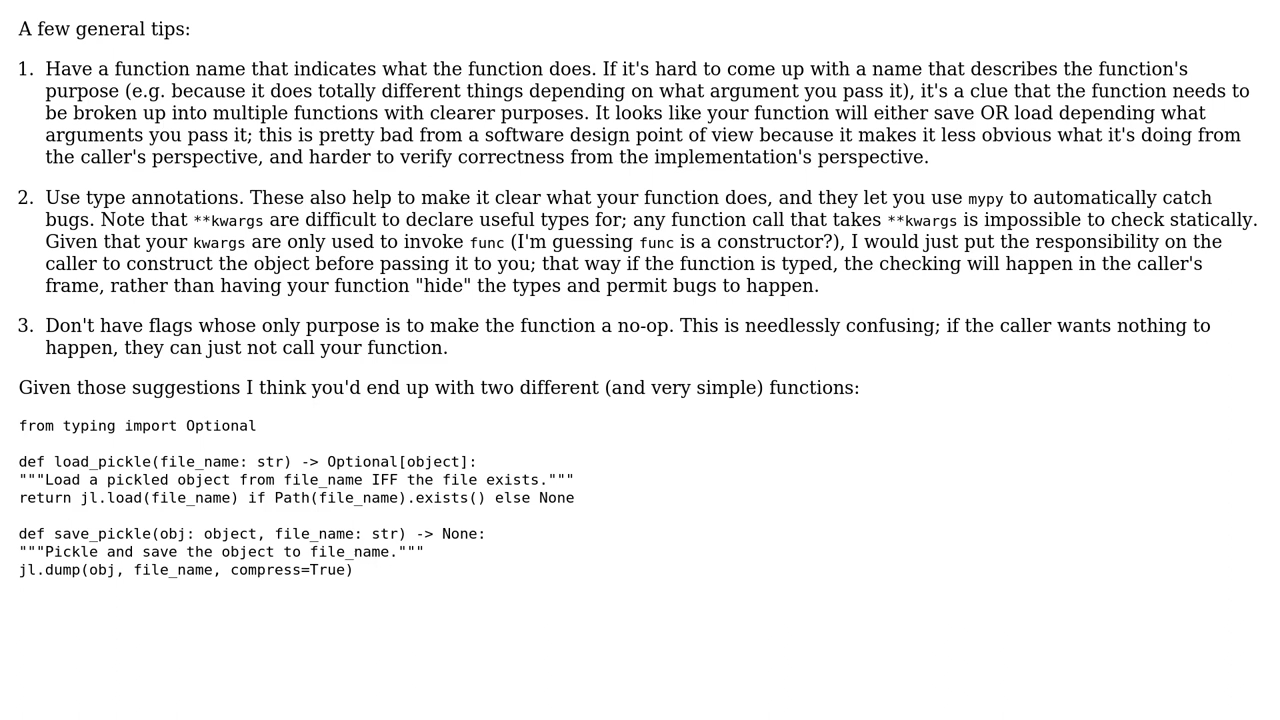 A few general tips:
1. Have a function name that indicates what the function does. If it's hard to come up with a name that describes the function's
purpose (e.g. because it does totally different things depending on what argument you pass it), it's a clue that the function needs to
be broken up into multiple functions with clearer purposes. It looks like your function will either save OR load depending what
arguments you pass it; this is pretty bad from a software design point of view because it makes it less obvious what it's doing from
the caller's perspective, and harder to verify correctness from the implementation's perspective.
2. Use type annotations. These also help to make it clear what your function does, and they let you use mypy to automatically catch
bugs. Note that **kwargs are difficult to declare useful types for; any function call that takes **kwargs is impossible to check statically.
Given that your kwargs are only used to invoke func (I'm guessing func is a constructor?), I would just put the responsibility on the
caller to construct the object before passing it to you; that way if the function is typed, the checking will happen in the caller's
frame, rather than having your function "hide" the types and permit bugs to happen.
3. Don't have flags whose only purpose is to make the function a no-op. This is needlessly confusing; if the caller wants nothing to
happen, they can just not call your function.
Given those suggestions I think you'd end up with two different (and very simple) functions:
from typing import Optional
def load_pickle(file_name: str) -> Optional[object]:
"""Load a pickled object from file_name IFF the file exists."""
return jl.load(file_name) if Path(file_name).exists() else None
def save_pickle(obj: object, file_name: str) -> None:
"""Pickle and save the object to file_name."""
jl.dump(obj, file_name, compress=True)